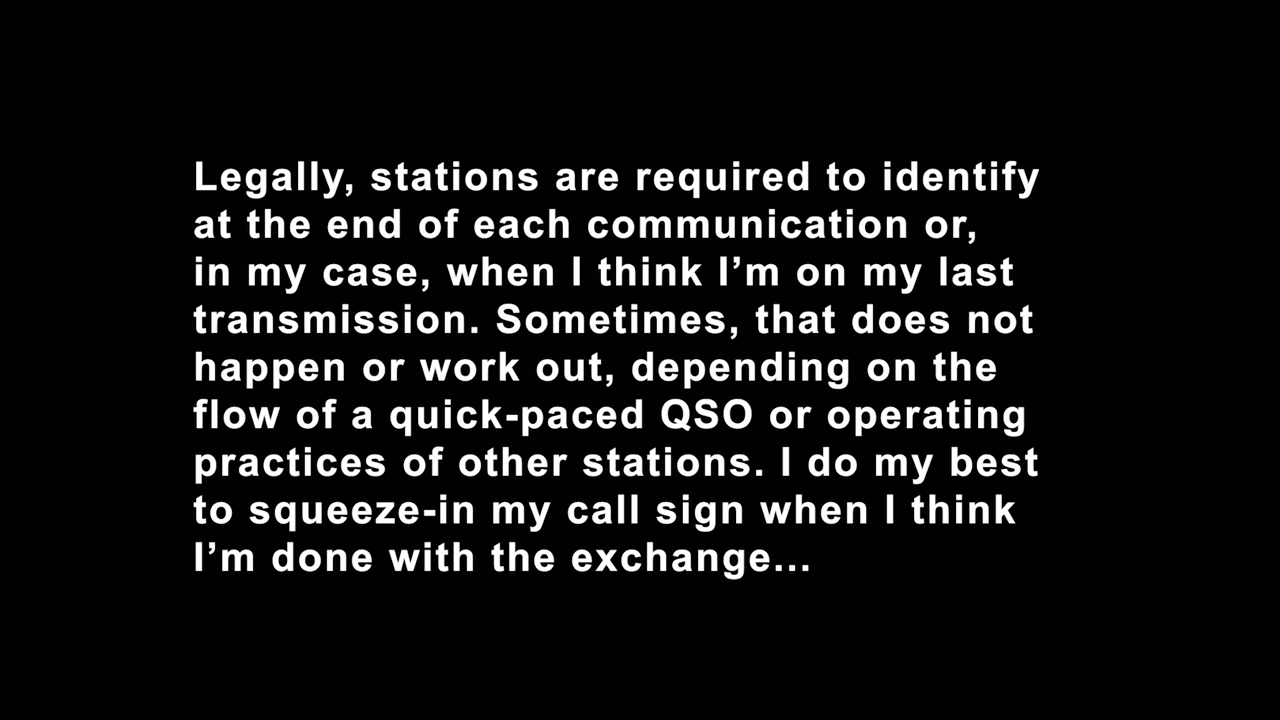 Legally, stations are required to identify
at the end of each communication or,
in my case, when I think I’m on my last
transmission. Sometimes, that does not
happen or work out, depending on the
flow of a quick-paced QSO or operating
practices of other stations. I do my best
to squeeze-in my call sign when I think
I’m done with the exchange...